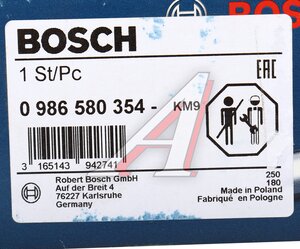 BOSCH
1 St/Pc
0 986 580 354 - KM9
EAC
3 165143 942741
Robert Bosch GmbH
Auf der Breit 4
76227 Karlsruhe
Germany
250
180
Made in Poland
Fabriqué en Pologne
BOSCH